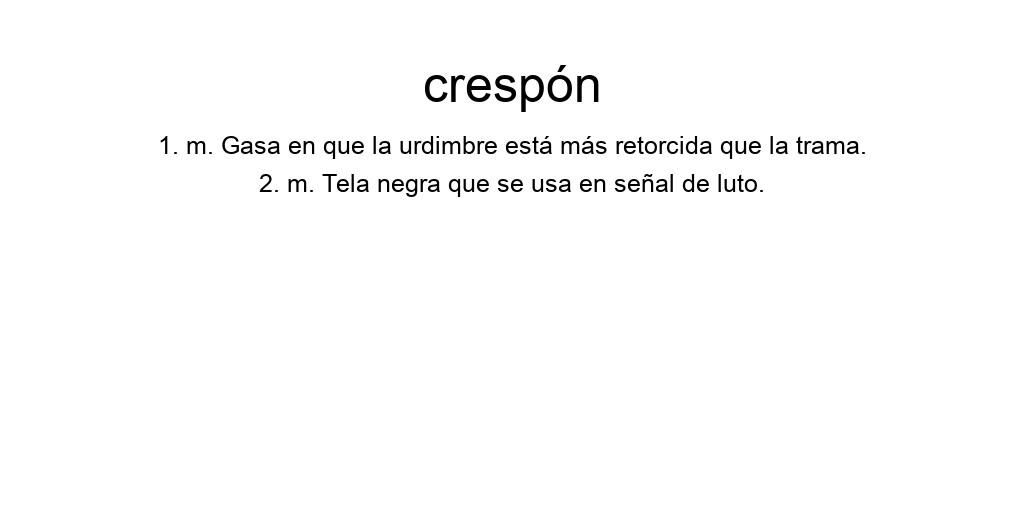 crespón
1. m. Gasa en que la urdimbre está más retorcida que la trama.
2. m. Tela negra que se usa en señal de luto.